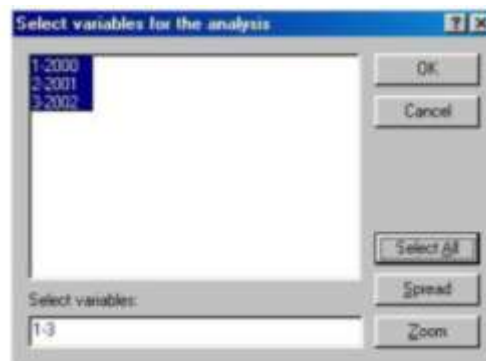 Select variables for the analysis
1-2000
2-2001
3-2002
OK
Cancel
Select All
Spread
Select variables:
1-3
Zoom